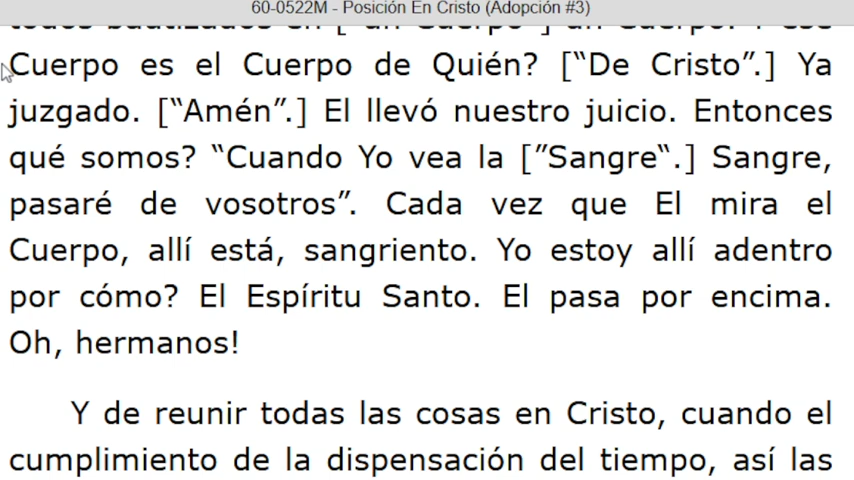 60-0522M - Posición En Cristo (Adopción #3)
Cuerpo es el Cuerpo de Quién? [“De Cristo”.] Ya
juzgado. [“Amén”.] El llevó nuestro juicio. Entonces
qué somos? “Cuando Yo vea la [”Sangre“.] Sangre,
pasaré de vosotros”. Cada vez que El mira el
Cuerpo, allí está, sangriento. Yo estoy allí adentro
por cómo? El Espíritu Santo. El pasa por encima.
Oh, hermanos!
Y de reunir todas las cosas en Cristo, cuando el
cumplimiento de la dispensación del tiempo, así las